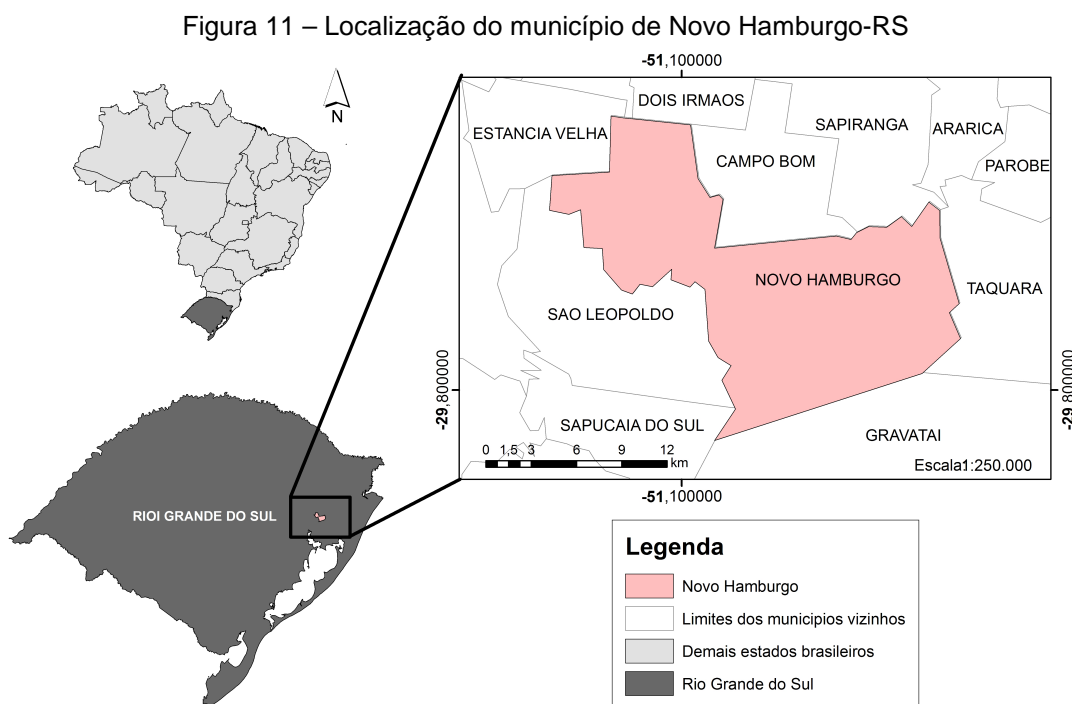 Figura 11 – Localização do município de Novo Hamburgo-RS
-51,100000
N
DOIS IRMAOS
ESTANCIA VELHA
SAPIRANGA
ARARICA
CAMPO BOM
PAROBE
NOVO HAMBURGO
TAQUARA
SAO LEOPOLDO
-29,800000
-29,800000
SAPUCAIA DO SUL
GRAVATAI
0 1,5 3 6 9 12
km
Escala1:250.000
-51,100000
RIOI GRANDE DO SUL
Legenda
Novo Hamburgo
Limites dos municipios vizinhos
Demais estados brasileiros
Rio Grande do Sul